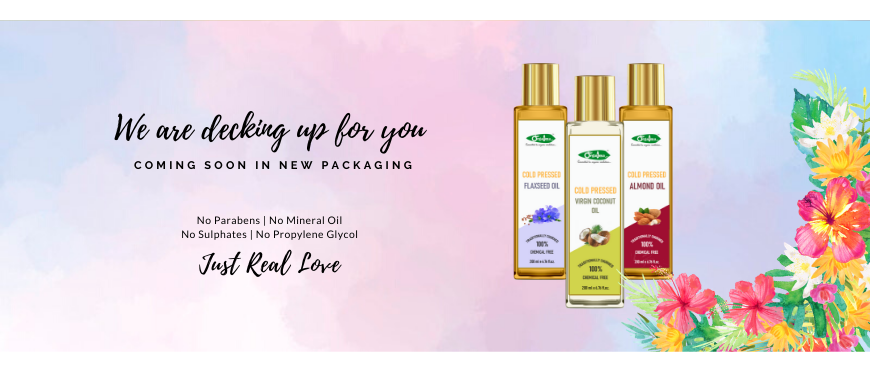 We are decking up for you
COMING SOON IN NEW PACKAGING
No Parabens | No Mineral Oil
No Sulphates | No Propylene Glycol
Just Real Love
COLD PRESSED
FLAXSEED OIL
100%
CHEMICAL FREE
COLD PRESSED
VIRGIN COCONUT
OIL
100%
CHEMICAL FREE
COLD PRESSED
ALMOND OIL
100%
CHEMICAL FREE